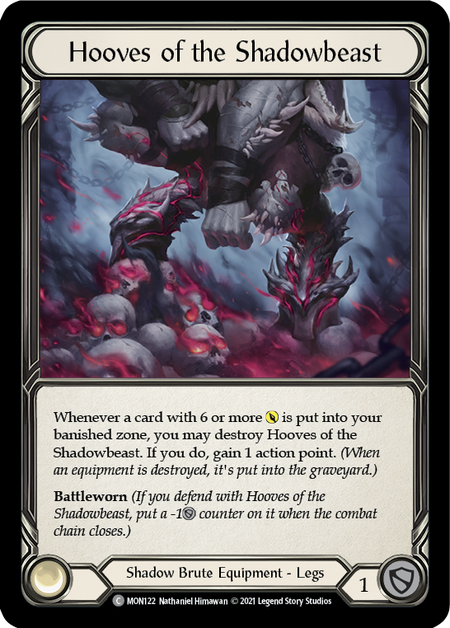 Hooves of the Shadowbeast
Whenever a card with 6 or more is put into your
banished zone, you may destroy Hooves of the
Shadowbeast. If you do, gain 1 action point. (When
an equipment is destroyed, it's put into the graveyard.)
Battleworn (If you defend with Hooves of the
Shadowbeast, put a -1 counter on it when the combat
chain closes.)
Shadow Brute Equipment - Legs
1
C MON122 Nathaniel Himawan © 2021 Legend Story Studios